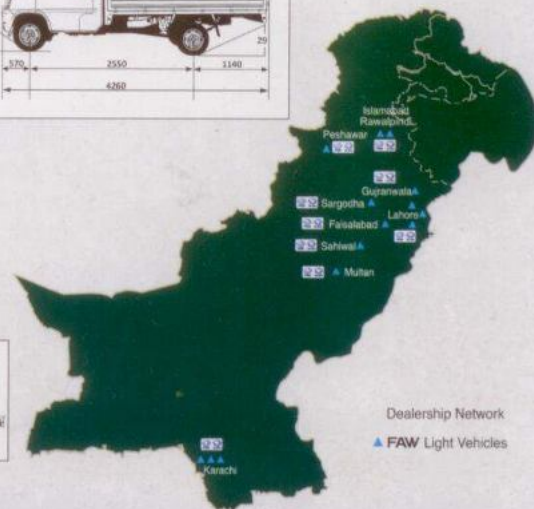 29
570 2550 1140
4260
Islamabad
Rawalpindi
Peshawar
Gujranwala
Sargodha
Lahore
Faisalabad
Sahiwal
Multan
Karachi
Dealership Network
FAW Light Vehicles